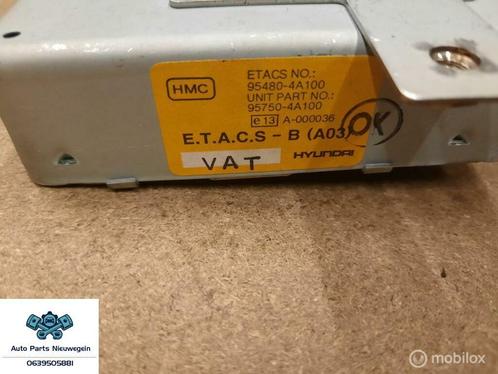 HMC
ETACS NO.:
95480-4A100
UNIT PART NO.:
95750-4A100
e13 A-000036
E.T.A.C.S - B (A03)
OK
VAT
HYUNDAI
Auto Parts Nieuwegein
0639505881
mobilox